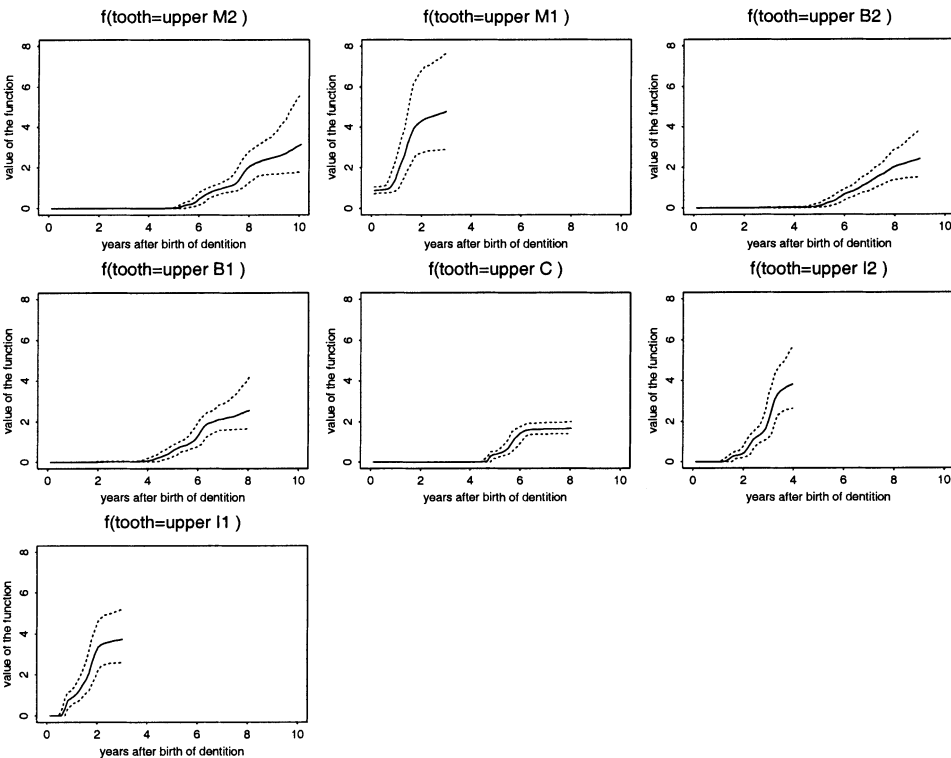 f(tooth=upper M2 )
f(tooth=upper M1 )
f(tooth=upper B2 )
value of the function
0 2 4 6 8
0 2 4 6 8 10
years after birth of dentition
value of the function
0 2 4 6 8
0 2 4 6 8 10
years after birth of dentition
value of the function
0 2 4 6 8
0 2 4 6 8 10
years after birth of dentition
f(tooth=upper B1 )
f(tooth=upper C )
f(tooth=upper I2 )
value of the function
0 2 4 6 8
0 2 4 6 8 10
years after birth of dentition
value of the function
0 2 4 6 8
0 2 4 6 8 10
years after birth of dentition
value of the function
0 2 4 6 8
0 2 4 6 8 10
years after birth of dentition
f(tooth=upper I1 )
value of the function
0 2 4 6 8
0 2 4 6 8 10
years after birth of dentition